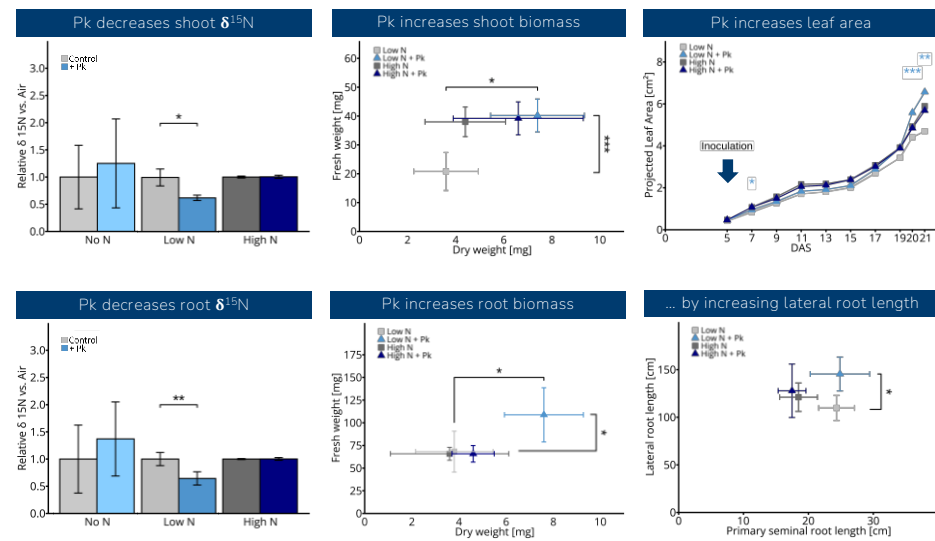 Pk decreases shoot δ¹⁵N
Relative δ 15N vs. Air
3.0
2.5
2.0
1.5
1.0
0.5
0.0
Control
+ Pk
*
No N
Low N
High N
Pk increases shoot biomass
Fresh weight [mg]
60
50
40
30
20
10
0
Low N
Low N + Pk
High N
High N + Pk
*
***
0 2 4 6 8 10
Dry weight [mg]
Pk increases leaf area
Projected Leaf Area [cm²]
8
6
4
2
0
Low N
Low N + Pk
High N
High N + Pk
**
***
Inoculation
*
5 7 9 11 13 15 17 19 20 21
DAS
Pk decreases root δ¹⁵N
Relative δ 15N vs. Air
3.0
2.5
2.0
1.5
1.0
0.5
0.0
Control
+ Pk
**
No N
Low N
High N
Pk increases root biomass
Fresh weight [mg]
175
150
125
100
75
50
25
0
Low N
Low N + Pk
High N
High N + Pk
*
*
0 2 4 6 8 10
Dry weight [mg]
... by increasing lateral root length
Lateral root length [cm]
150
100
50
0
Low N
Low N + Pk
High N
High N + Pk
*
0 10 20 30
Primary seminal root length [cm]